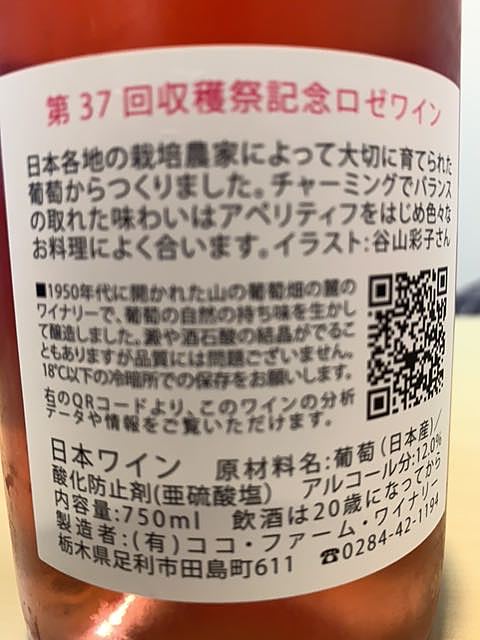 第37回収穫祭記念ロゼワイン
日本各地の栽培農家によって大切に育てられた
葡萄からつくりました。チャーミングでバランス
の取れた味わいはアペリティフをはじめ色々な
お料理によく合います。イラスト:谷山彩子さん
■1950年代に開かれた山の葡萄畑の麓の
ワイナリーで、葡萄の自然の持ち味を生かし
て醸造しました。澱や酒石酸の結晶がでるこ
ともありますが品質には問題ございません。
18℃以下の冷暗所での保存をお願いします。
右のQRコードより、このワインの分析
データや情報をご覧いただけます。
日本ワイン 原材料名:葡萄(日本産)/
酸化防止剤(亜硫酸塩) アルコール分:12.0%
内容量:750ml 飲酒は20歳になってから
製造者:(有)ココ・ファーム・ワイナリー
栃木県足利市田島町611 ☎0284-42-1194